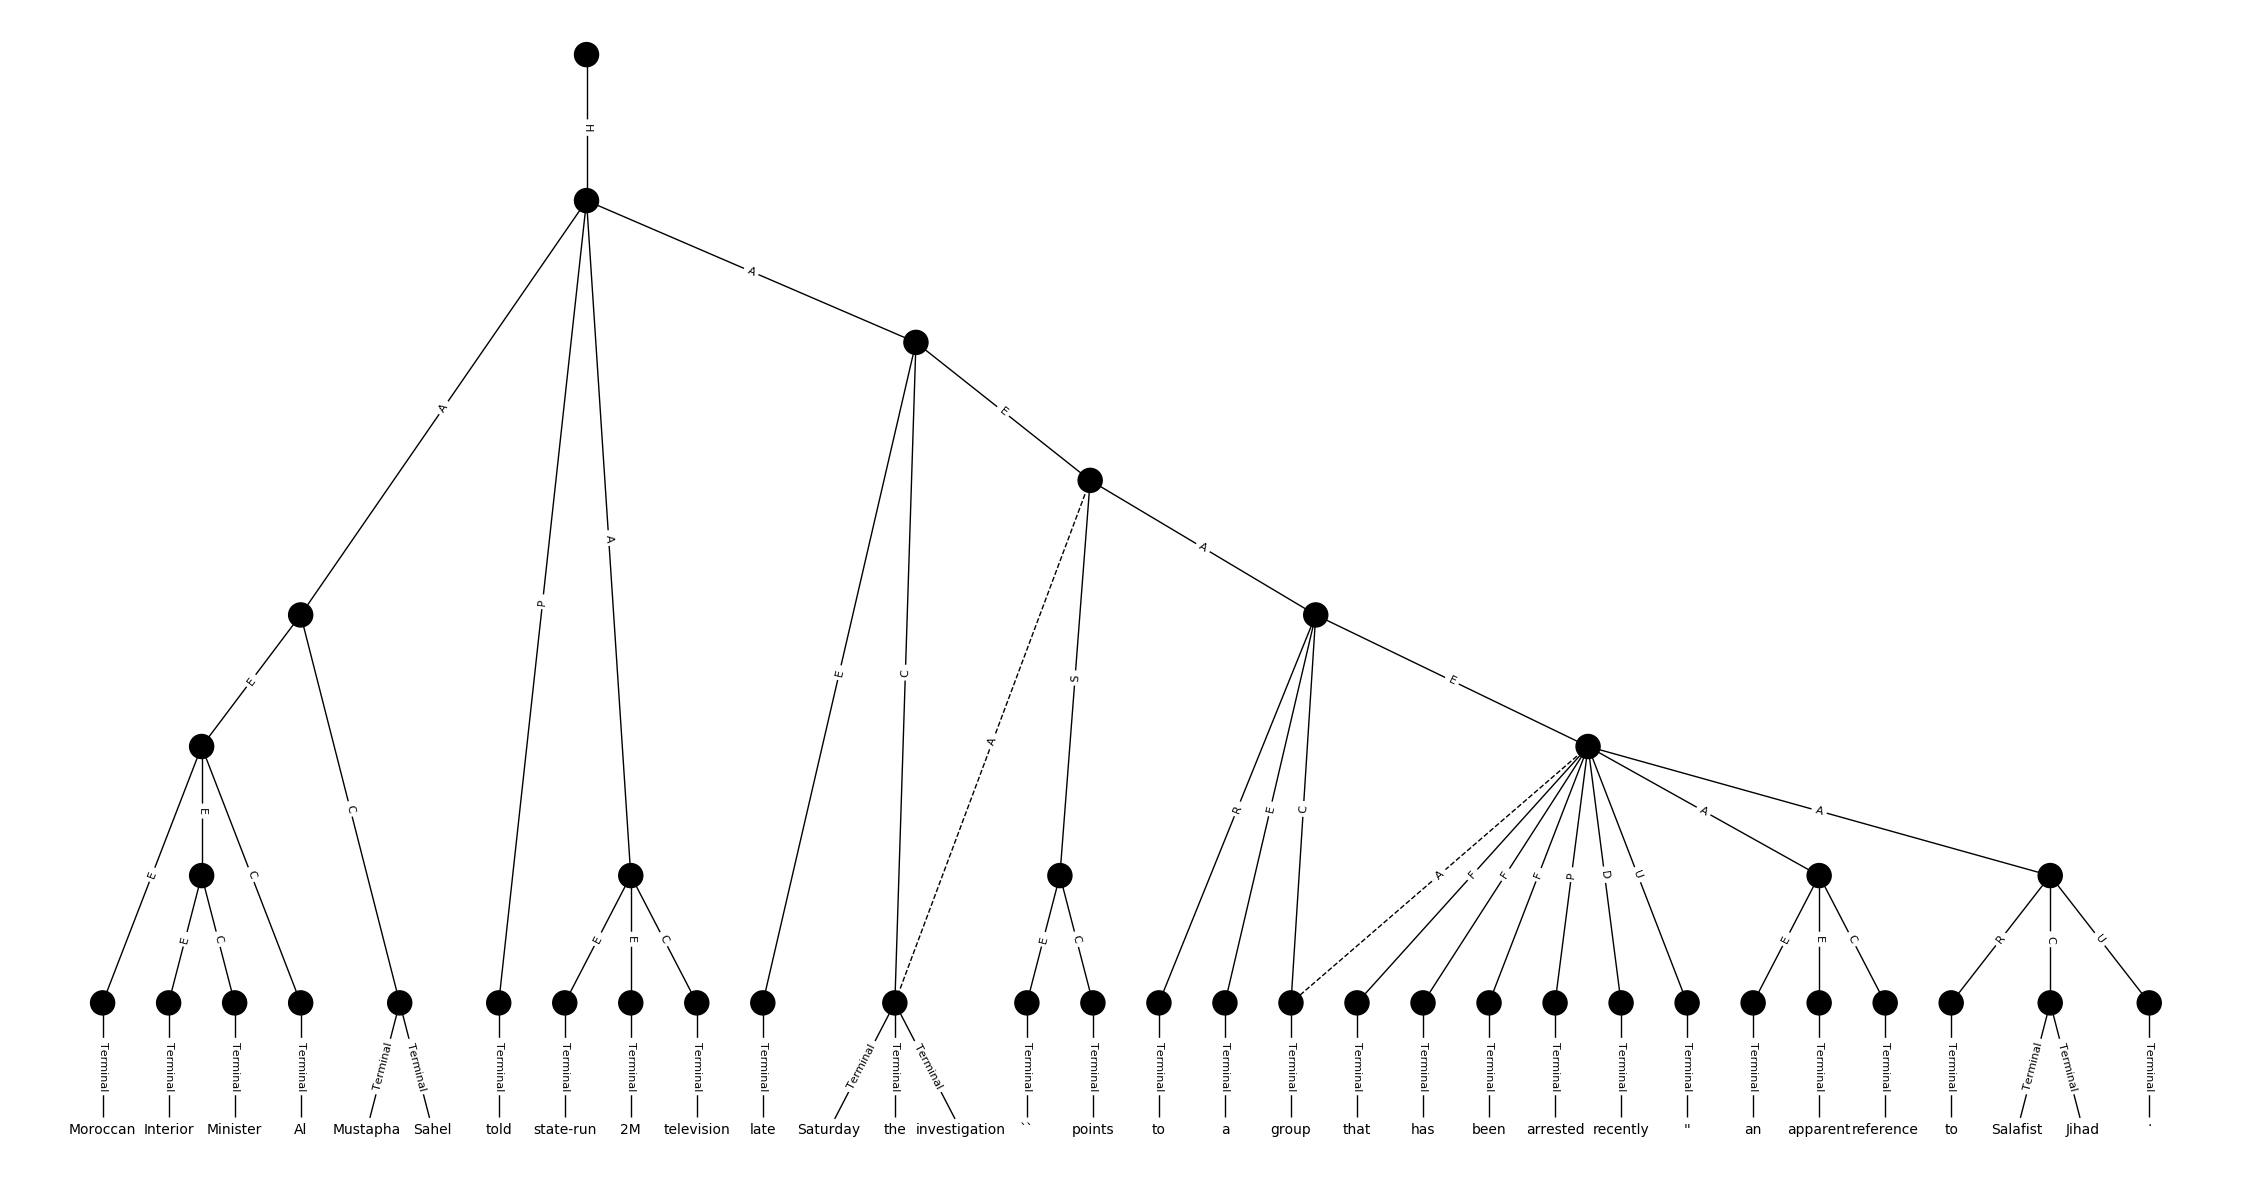 H
A
A
E
P
A
A
E
E
C
A
S
E
C
R
E
C
A
A
E
E
C
A
F
F
F
P
D
U
E
C
E
E
C
E
C
E
E
C
R
C
U
Terminal Terminal Terminal Terminal Terminal Terminal Terminal Terminal Terminal Terminal Terminal Terminal Terminal Terminal Terminal Terminal Terminal Terminal Terminal Terminal Terminal Terminal Terminal Terminal Terminal Terminal Terminal Terminal Terminal Terminal Terminal Terminal
Moroccan Interior Minister Al Mustapha Sahel told state-run 2M television late Saturday the investigation `` points to a group that has been arrested recently " an apparent reference to Salafist Jihad .